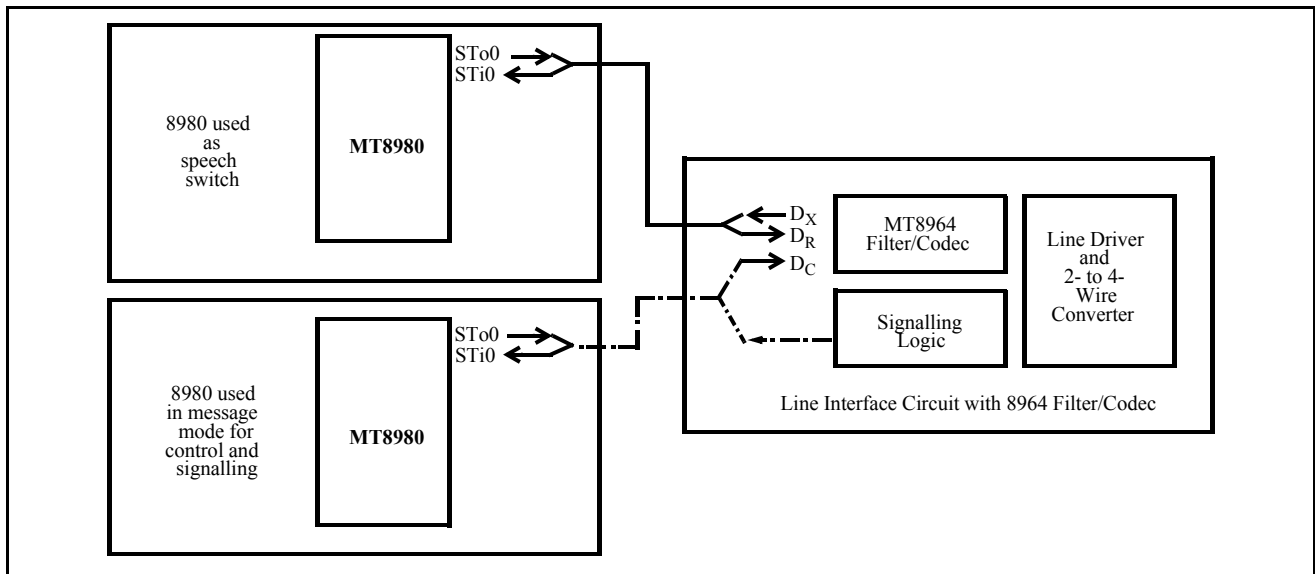 8980 used
as
speech
switch
MT8980
STo0
STi0
8980 used
in message
mode for
control and
signalling
MT8980
STo0
STi0
DX
DR
DC
MT8964
Filter/Codec
Signalling
Logic
Line Driver
and
2- to 4-
Wire
Converter
Line Interface Circuit with 8964 Filter/Codec